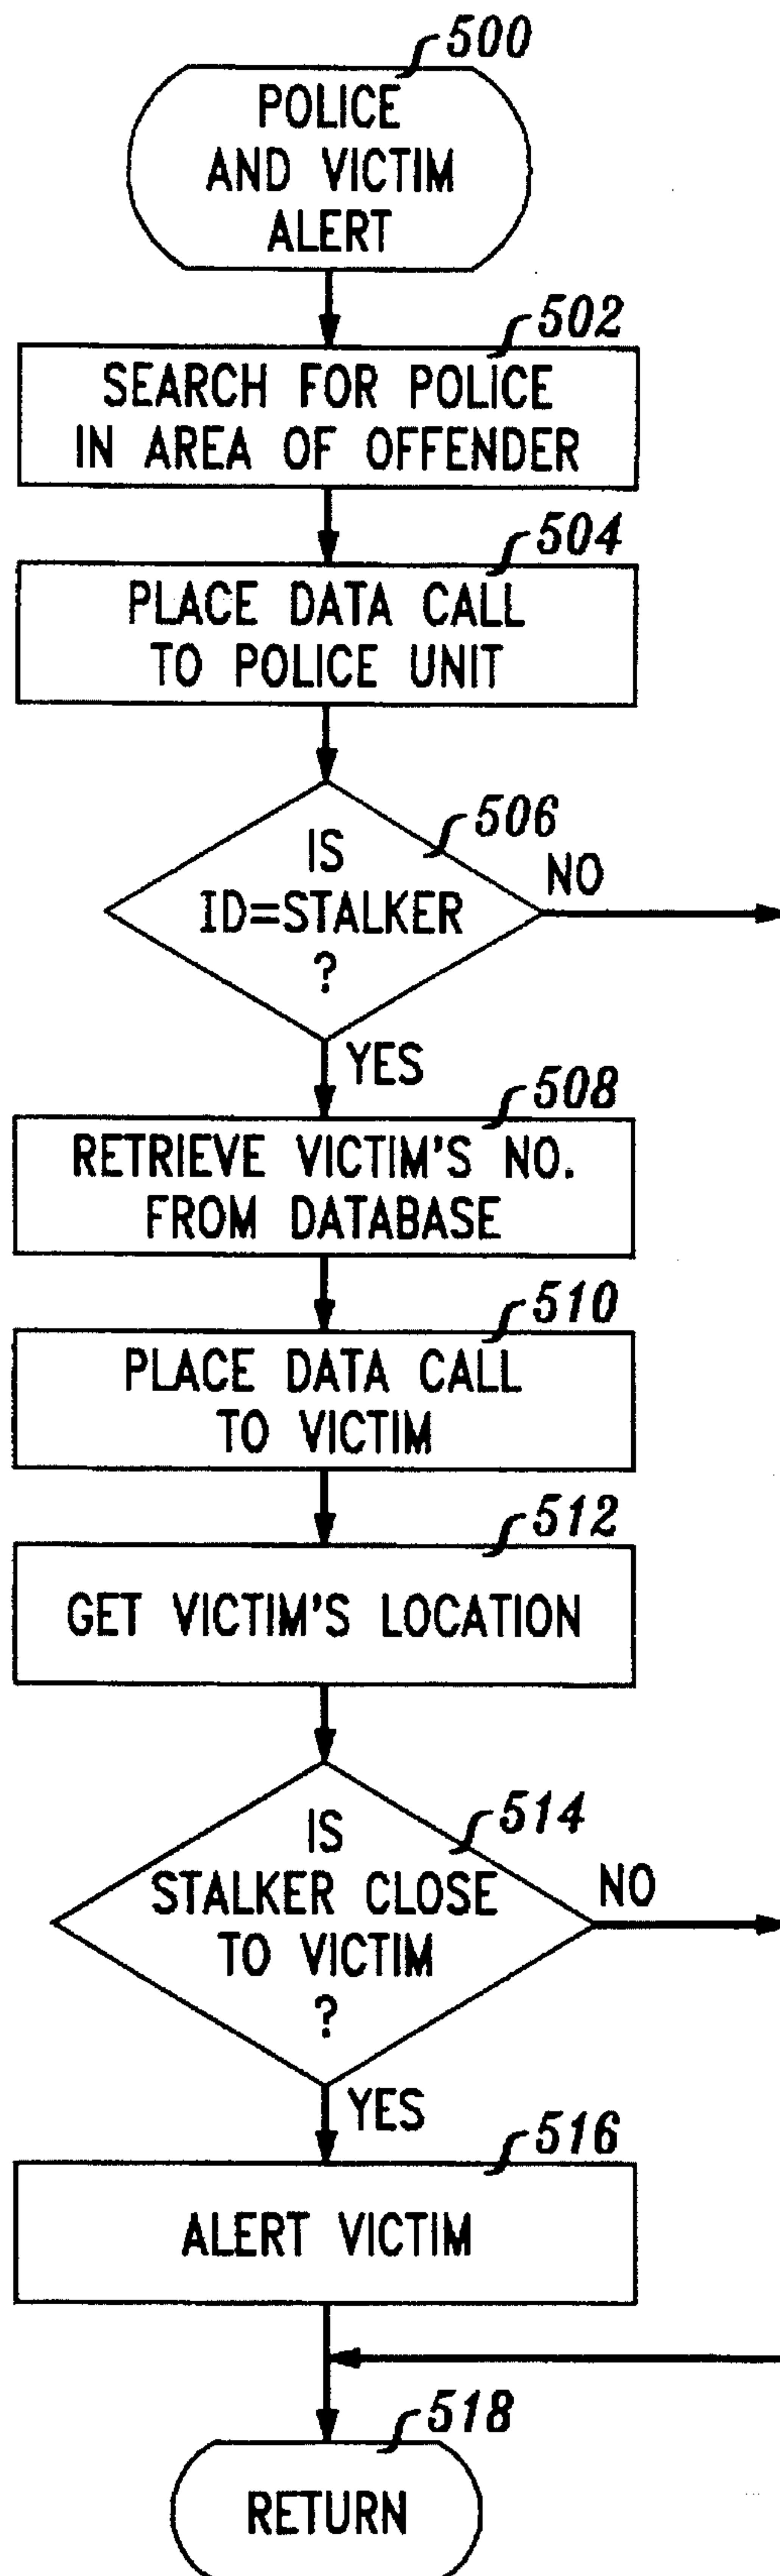 500
POLICE
AND VICTIM
ALERT
502
SEARCH FOR POLICE
IN AREA OF OFFENDER
504
PLACE DATA CALL
TO POLICE UNIT
506
IS
ID=STALKER
?
NO
YES
508
RETRIEVE VICTIM'S NO.
FROM DATABASE
510
PLACE DATA CALL
TO VICTIM
512
GET VICTIM'S LOCATION
514
IS
STALKER CLOSE
TO VICTIM
?
NO
YES
516
ALERT VICTIM
518
RETURN